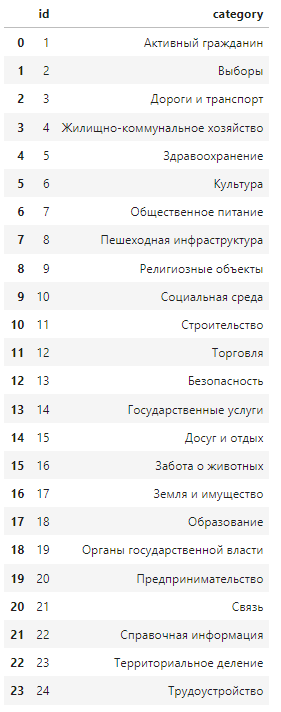 id category
0 1 Активный гражданин
1 2 Выборы
2 3 Дороги и транспорт
3 4 Жилищно-коммунальное хозяйство
4 5 Здравоохранение
5 6 Культура
6 7 Общественное питание
7 8 Пешеходная инфраструктура
8 9 Религиозные объекты
9 10 Социальная среда
10 11 Строительство
11 12 Торговля
12 13 Безопасность
13 14 Государственные услуги
14 15 Досуг и отдых
15 16 Забота о животных
16 17 Земля и имущество
17 18 Образование
18 19 Органы государственной власти
19 20 Предпринимательство
20 21 Связь
21 22 Справочная информация
22 23 Территориальное деление
23 24 Трудоустройство